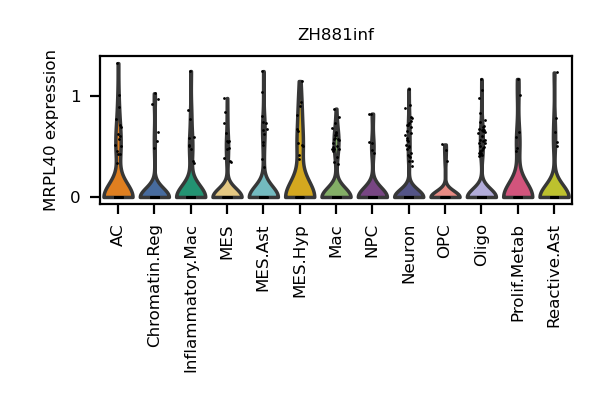 ZH881inf
MRPL40 expression
1
0
AC
Chromatin.Reg
Inflammatory.Mac
MES
MES.Ast
MES.Hyp
Mac
NPC
Neuron
OPC
Oligo
Prolif.Metab
Reactive.Ast